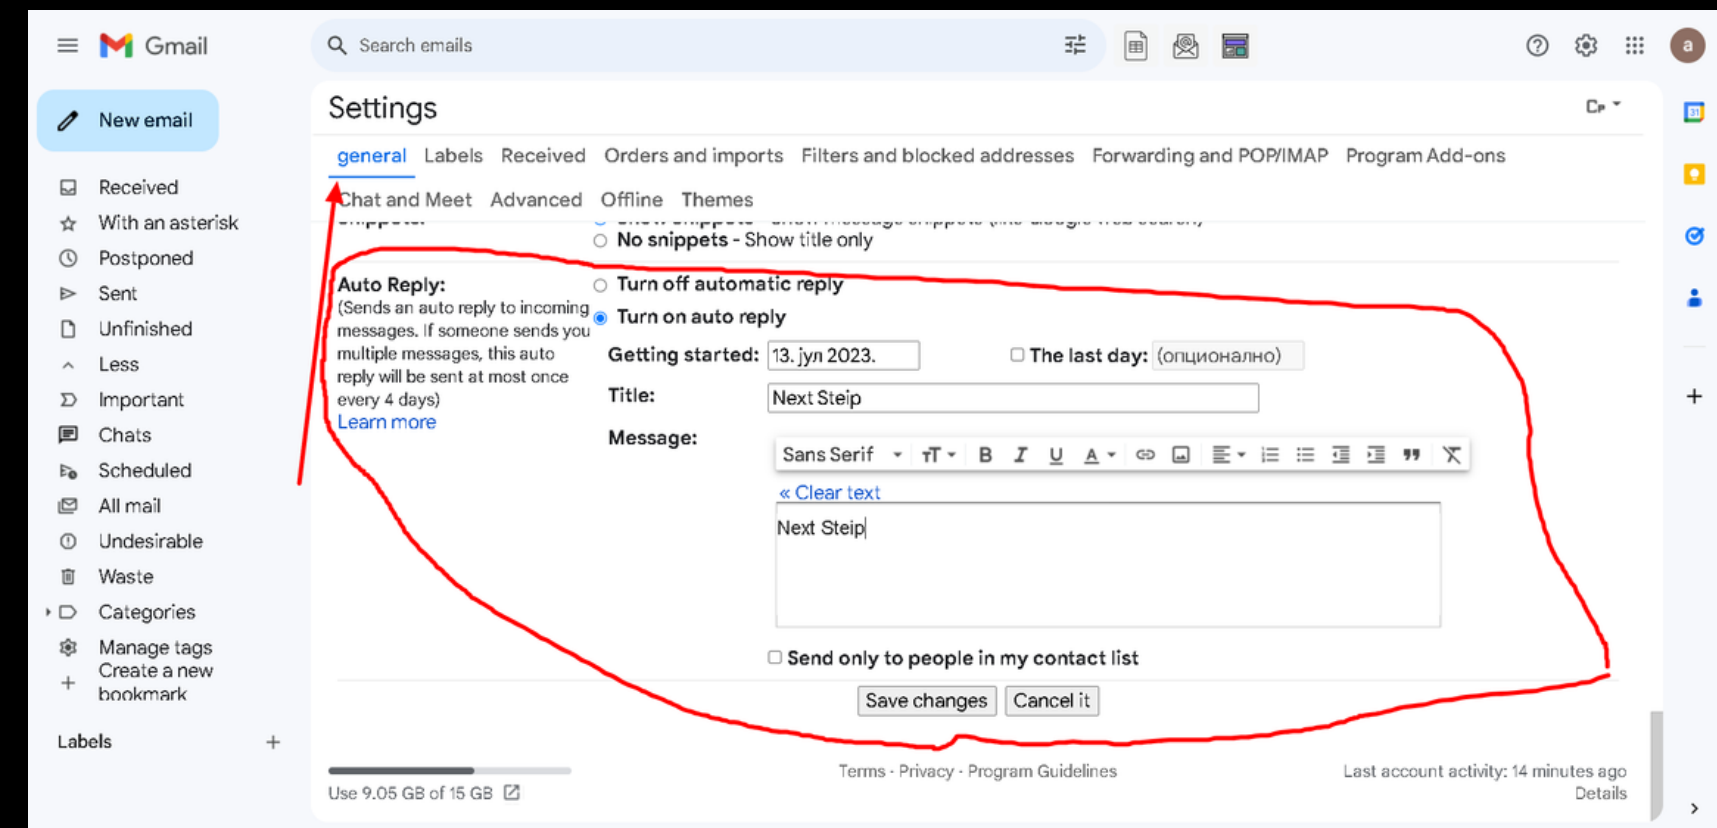 Gmail
Search emails
a
New email
Settings
Ср
general Labels Received Orders and imports Filters and blocked addresses Forwarding and POP/IMAP Program Add-ons
Chat and Meet Advanced Offline Themes
Received
With an asterisk
Postponed
Sent
Unfinished
Less
Important
Chats
Scheduled
All mail
Undesirable
Waste
Categories
Manage tags
Create a new
bookmark
Labels
No snippets - Show title only
Auto Reply:
(Sends an auto reply to incoming
messages. If someone sends you
multiple messages, this auto
reply will be sent at most once
every 4 days)
Learn more
Turn off automatic reply
Turn on auto reply
Getting started: 13. јул 2023. The last day: (опционално)
Title: Next Steip
Message:
Sans Serif
« Clear text
Next Steip
Send only to people in my contact list
Save changes Cancel it
Use 9.05 GB of 15 GB
Terms · Privacy · Program Guidelines
Last account activity: 14 minutes ago
Details
31